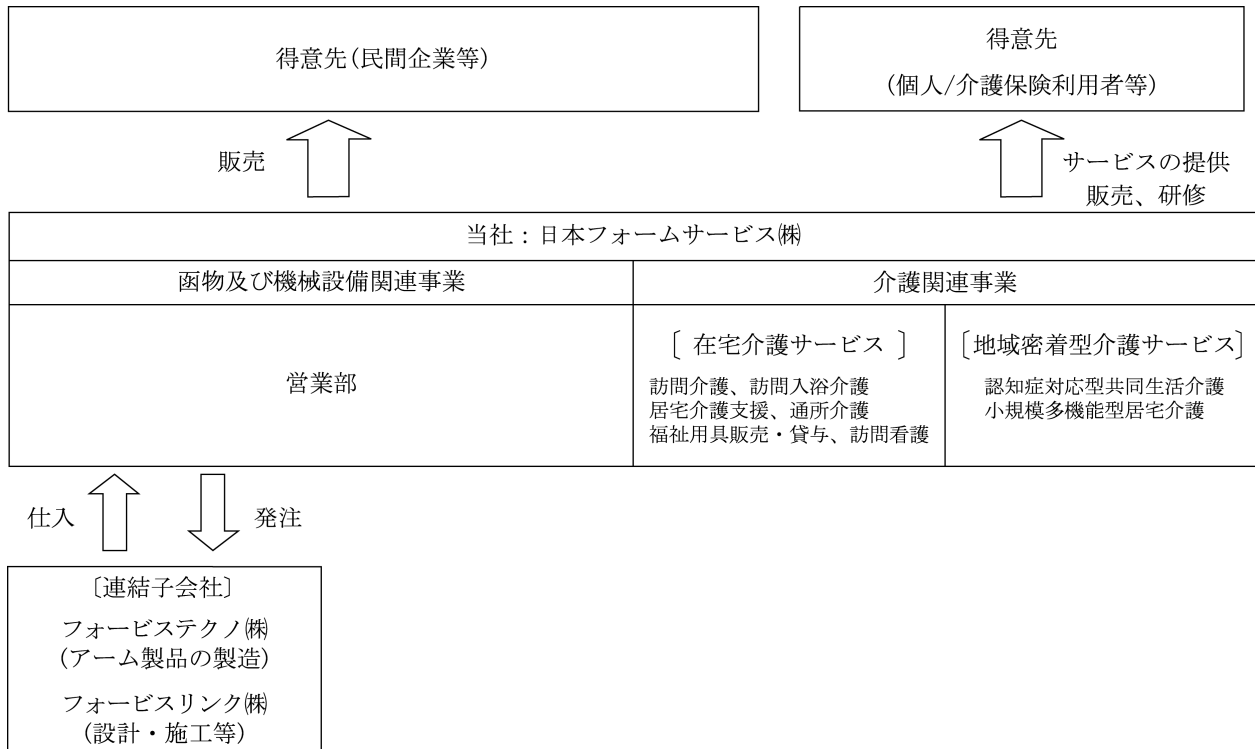 得意先(民間企業等)
得意先
(個人/介護保険利用者等)
販売
サービスの提供
販売、研修
当社：日本フォームサービス㈱
函物及び機械設備関連事業
介護関連事業
営業部
［ 在宅介護サービス ］
訪問介護、訪問入浴介護
居宅介護支援、通所介護
福祉用具販売・貸与、訪問看護
［地域密着型介護サービス］
認知症対応型共同生活介護
小規模多機能型居宅介護
仕入
発注
〔連結子会社〕
フォービステクノ㈱
(アーム製品の製造)
フォービスリンク㈱
(設計・施工等)